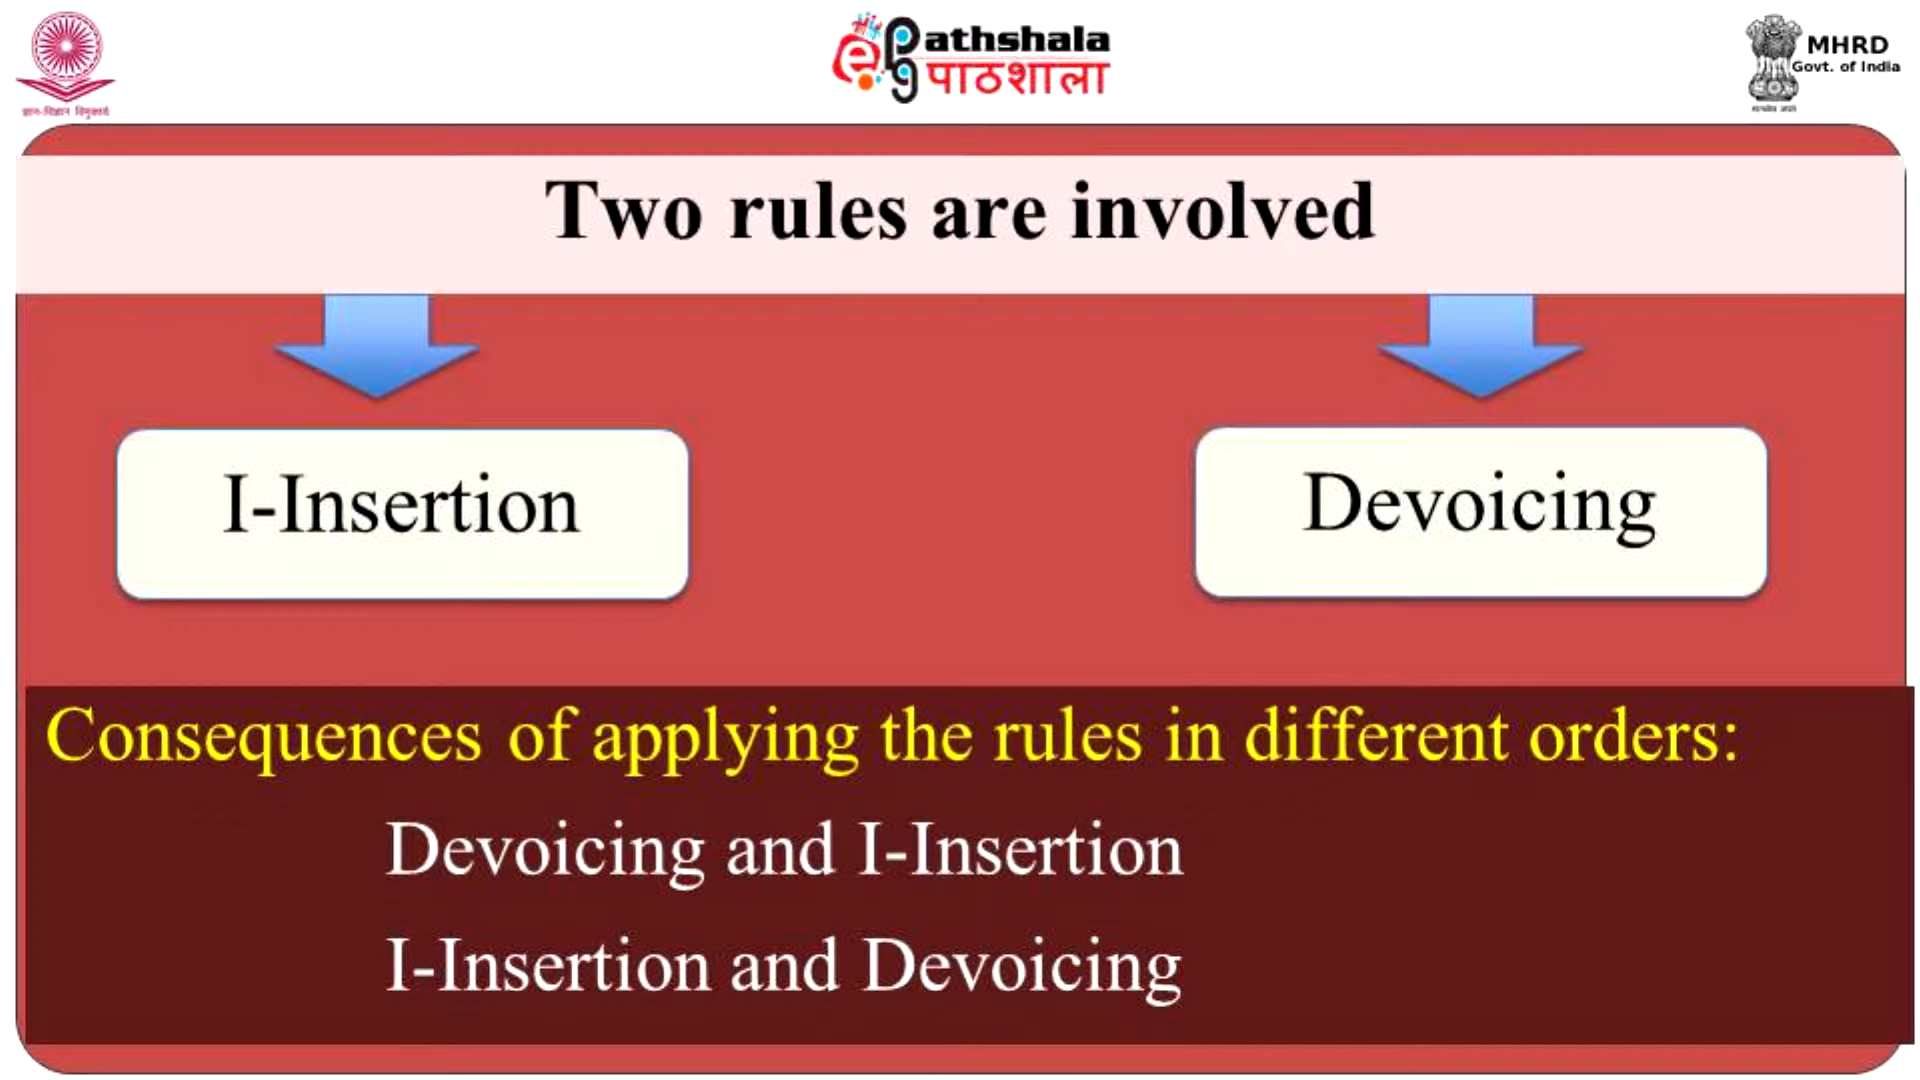 Pathshala
पाठशाला
MHRD
Govt. of India
Two rules are involved
I-Insertion
Devoicing
Consequences of applying the rules in different orders:
Devoicing and I-Insertion
I-Insertion and Devoicing